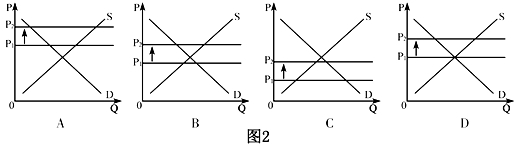 P S P₂ P₁ 0 D Q A
P S P₂ P₁ 0 D Q B
P S P₂ P₁ 0 D Q C
P S P₂ P₁ 0 D Q D
图2